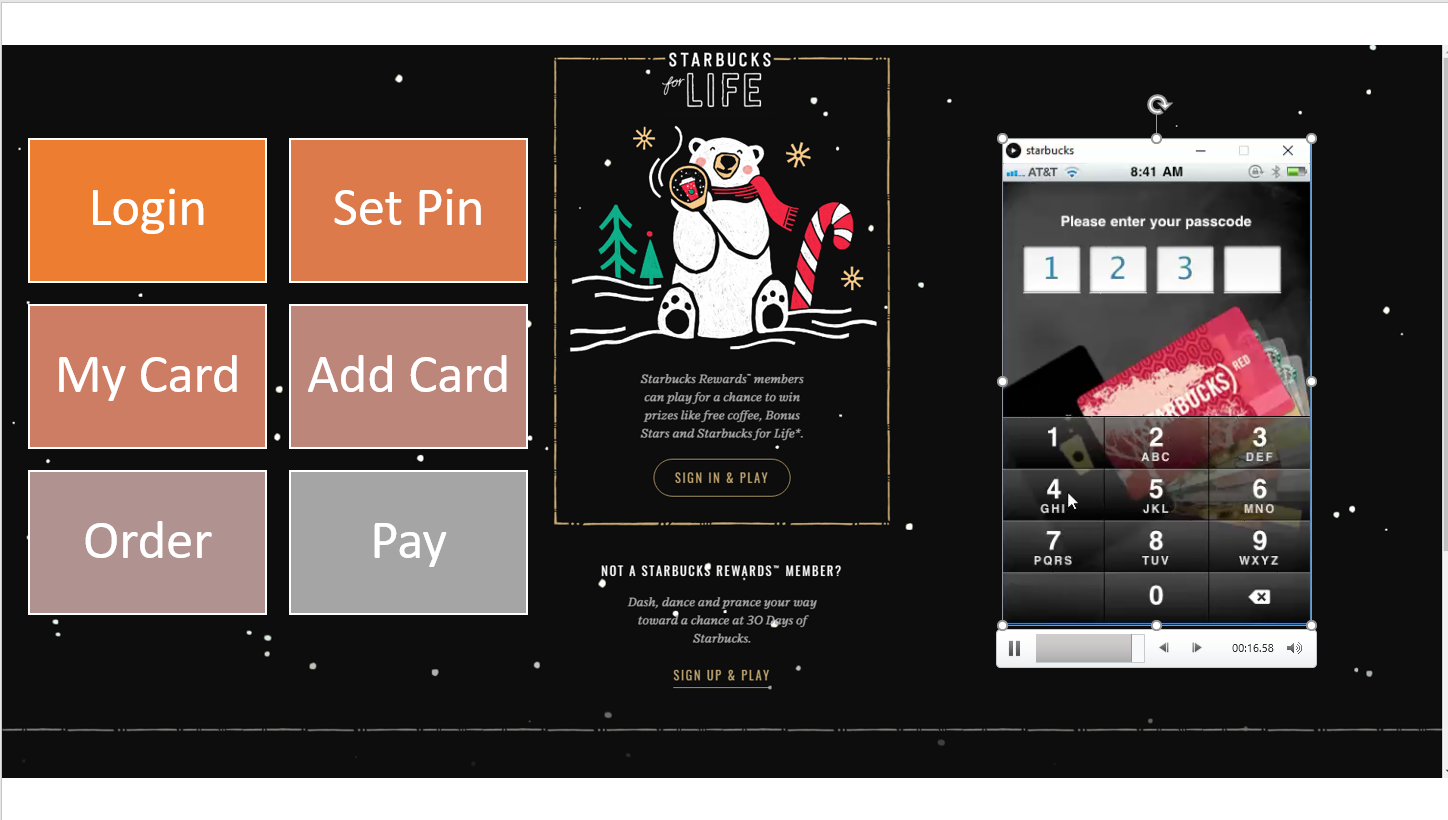 Login
Set Pin
My Card
Add Card
Order
Pay
STARBUCKS
for LIFE
Starbucks Rewards™ members
can play for a chance to win
prizes like free coffee, Bonus
Stars and Starbucks for Life*.
SIGN IN & PLAY
NOT A STARBUCKS REWARDS™ MEMBER?
Dash, dance and prance your way
toward a chance at 30 Days of
Starbucks.
SIGN UP & PLAY
starbucks
AT&T
8:41 AM
Please enter your passcode
1 2 3
RED
1
2
3
ABC
DEF
4
5
6
GHI
JKL
MNO
7
8
9
PQRS
TUV
WXYZ
0
00:16.58